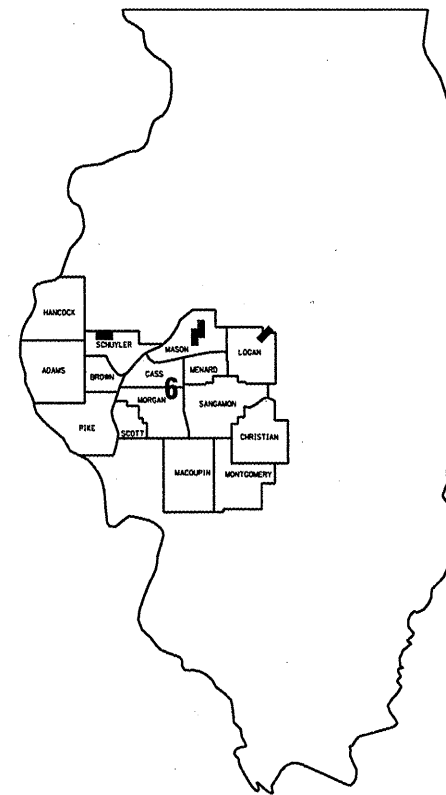 HANCOCK
SCHUYLER
MASON
LOGAN
ADAMS
BROWN
CASS
MENARD
6
MORGAN
SANGAMON
PIKE
SCOTT
CHRISTIAN
MACOUPIN
MONTGOMERY